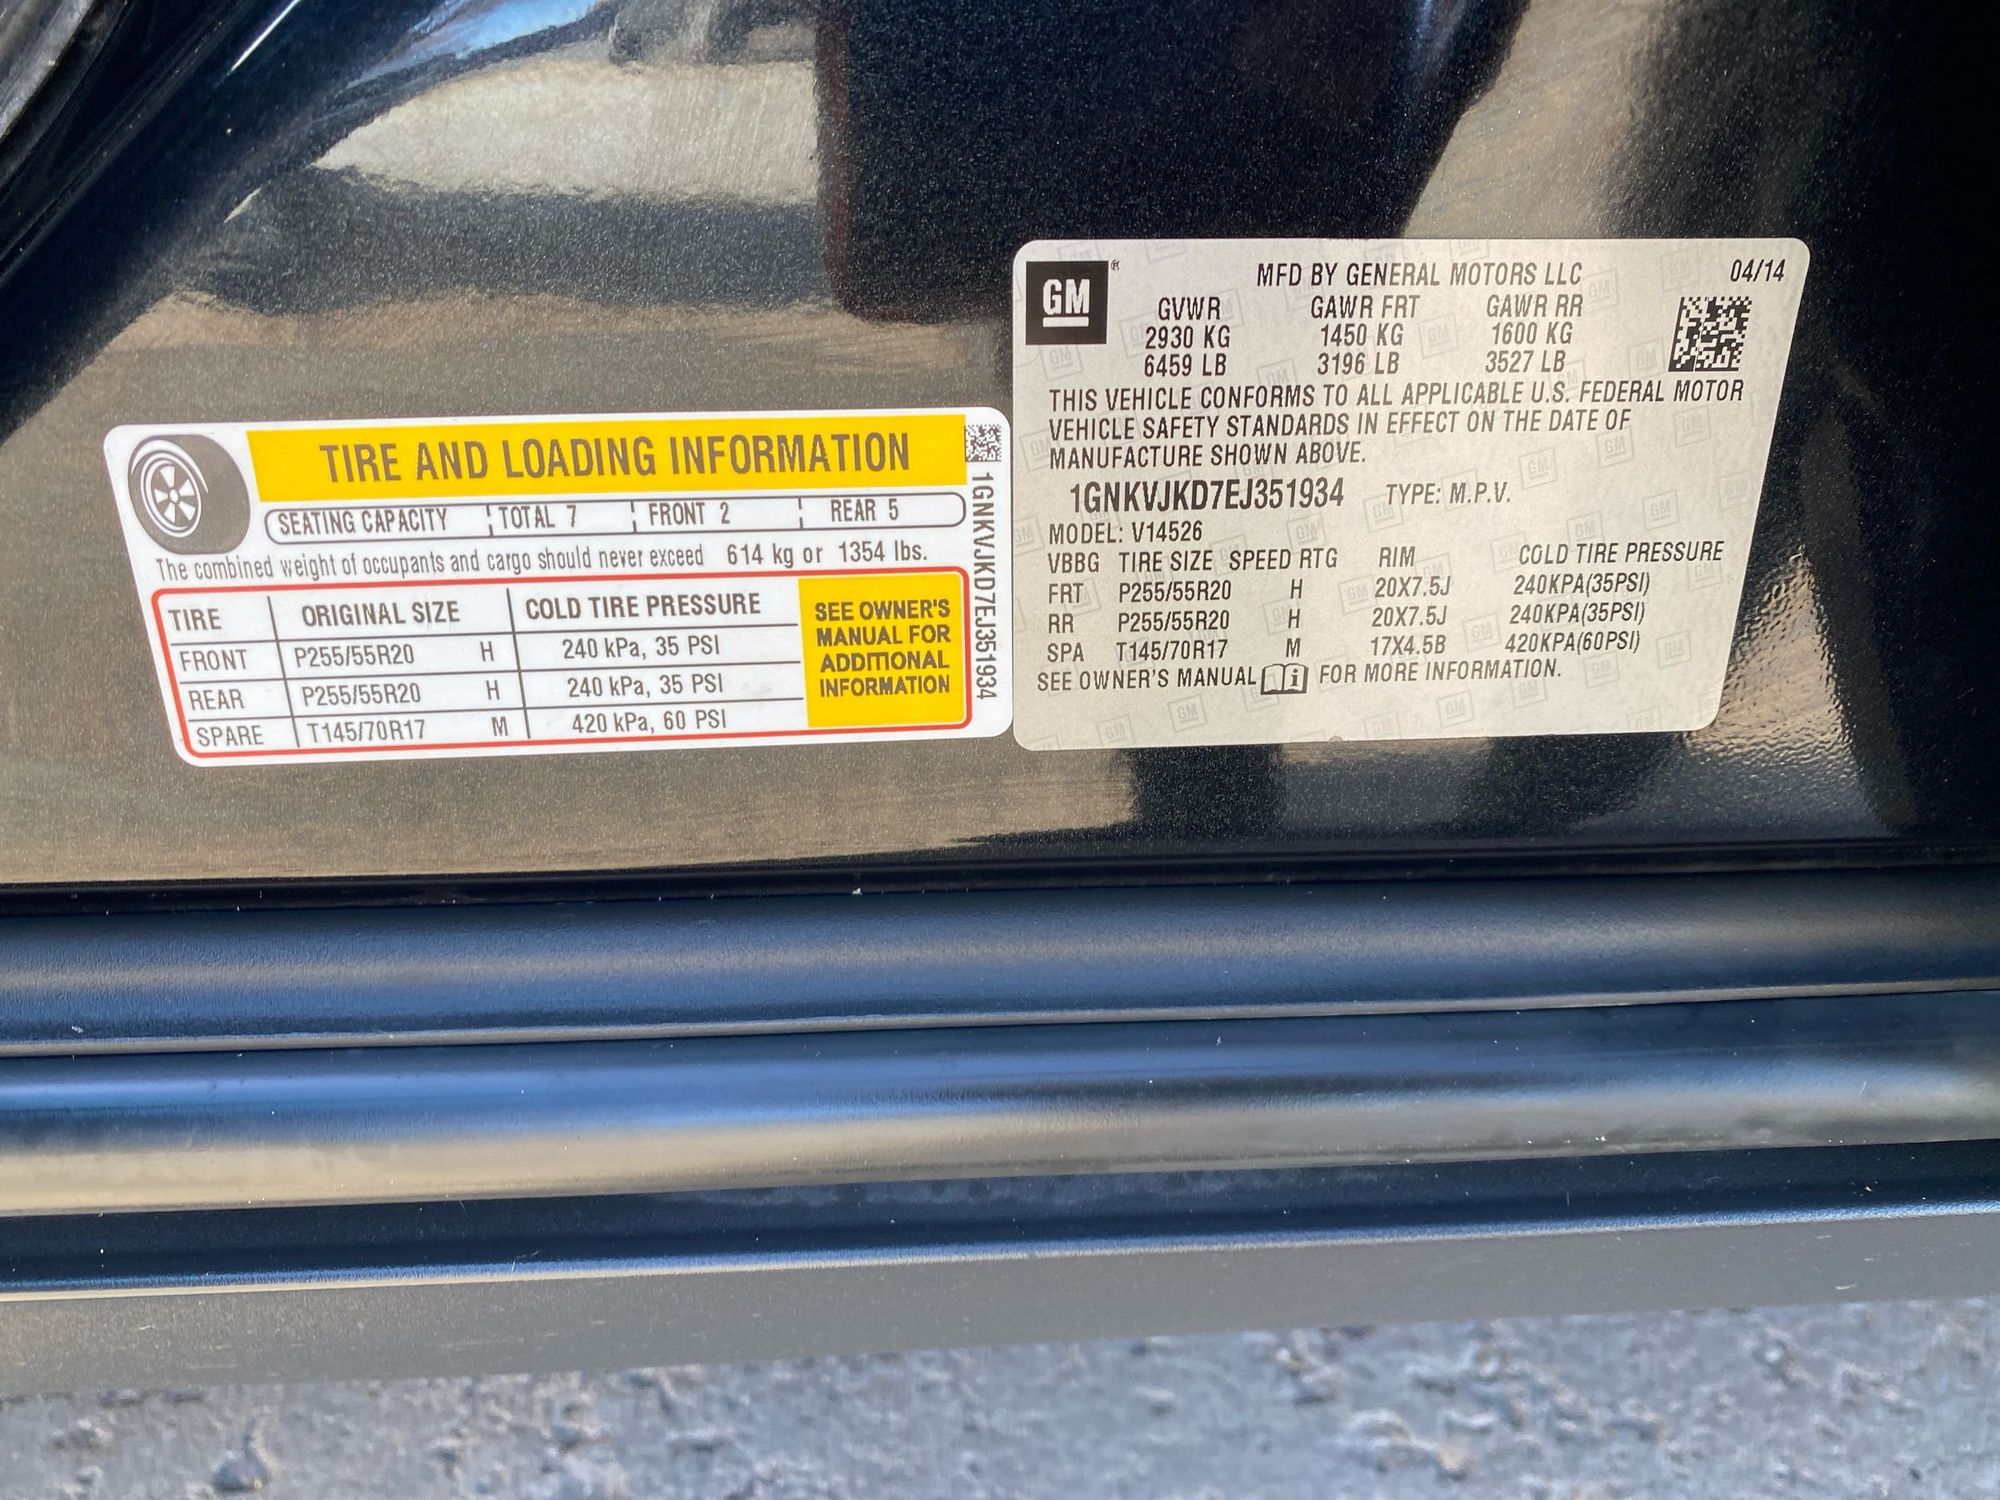 TIRE AND LOADING INFORMATION
SEATING CAPACITY TOTAL 7 FRONT 2 REAR 5
The combined weight of occupants and cargo should never exceed 614 kg or 1354 lbs.
TIRE ORIGINAL SIZE COLD TIRE PRESSURE
FRONT P255/55R20 H 240 kPa, 35 PSI
REAR P255/55R20 H 240 kPa, 35 PSI
SPARE T145/70R17 M 420 kPa, 60 PSI
SEE OWNER'S
MANUAL FOR
ADDITIONAL
INFORMATION
1GNKVJKD7EJ351934
GM ®
MFD BY GENERAL MOTORS LLC 04/14
GVWR GAWR FRT GAWR RR
2930 KG 1450 KG 1600 KG
6459 LB 3196 LB 3527 LB
THIS VEHICLE CONFORMS TO ALL APPLICABLE U.S. FEDERAL MOTOR
VEHICLE SAFETY STANDARDS IN EFFECT ON THE DATE OF
MANUFACTURE SHOWN ABOVE.
1GNKVJKD7EJ351934 TYPE: M.P.V.
MODEL: V14526
VBBG TIRE SIZE SPEED RTG RIM COLD TIRE PRESSURE
FRT P255/55R20 H 20X7.5J 240KPA(35PSI)
RR P255/55R20 H 20X7.5J 240KPA(35PSI)
SPA T145/70R17 M 17X4.5B 420KPA(60PSI)
SEE OWNER'S MANUAL i FOR MORE INFORMATION.